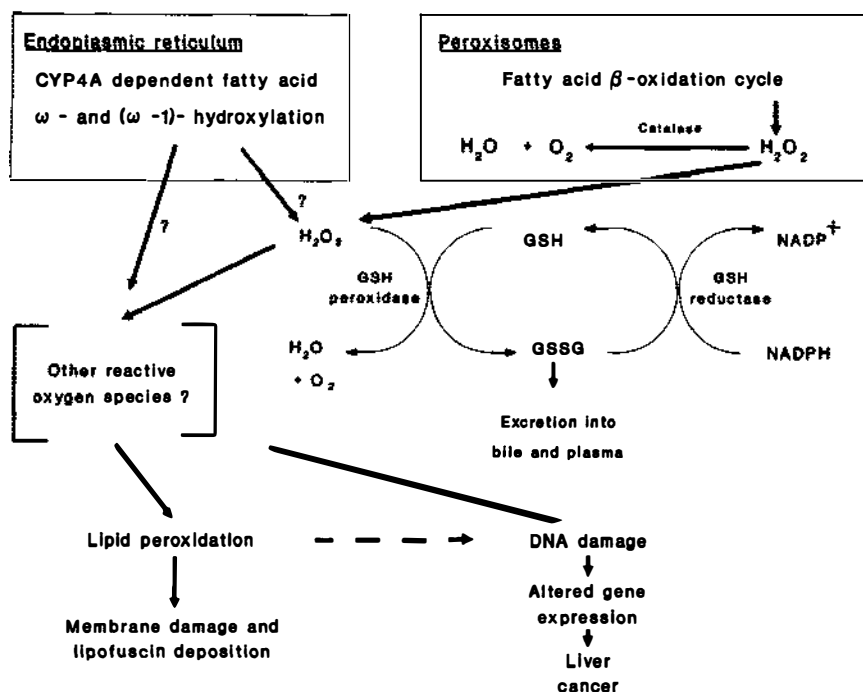 Endoplasmic reticulum
CYP4A dependent fatty acid
ω - and (ω -1)- hydroxylation
Peroxisomes
Fatty acid β-oxidation cycle
Catalase
H₂O + O₂
H₂O₂
?
?
H₂O₂
GSH
NADP⁺
GSH
peroxidase
GSH
reductase
H₂O
+ O₂
GSSG
NADPH
Other reactive
oxygen species ?
Excretion into
bile and plasma
Lipid peroxidation
DNA damage
Altered gene
expression
Membrane damage and
lipofuscin deposition
Liver
cancer